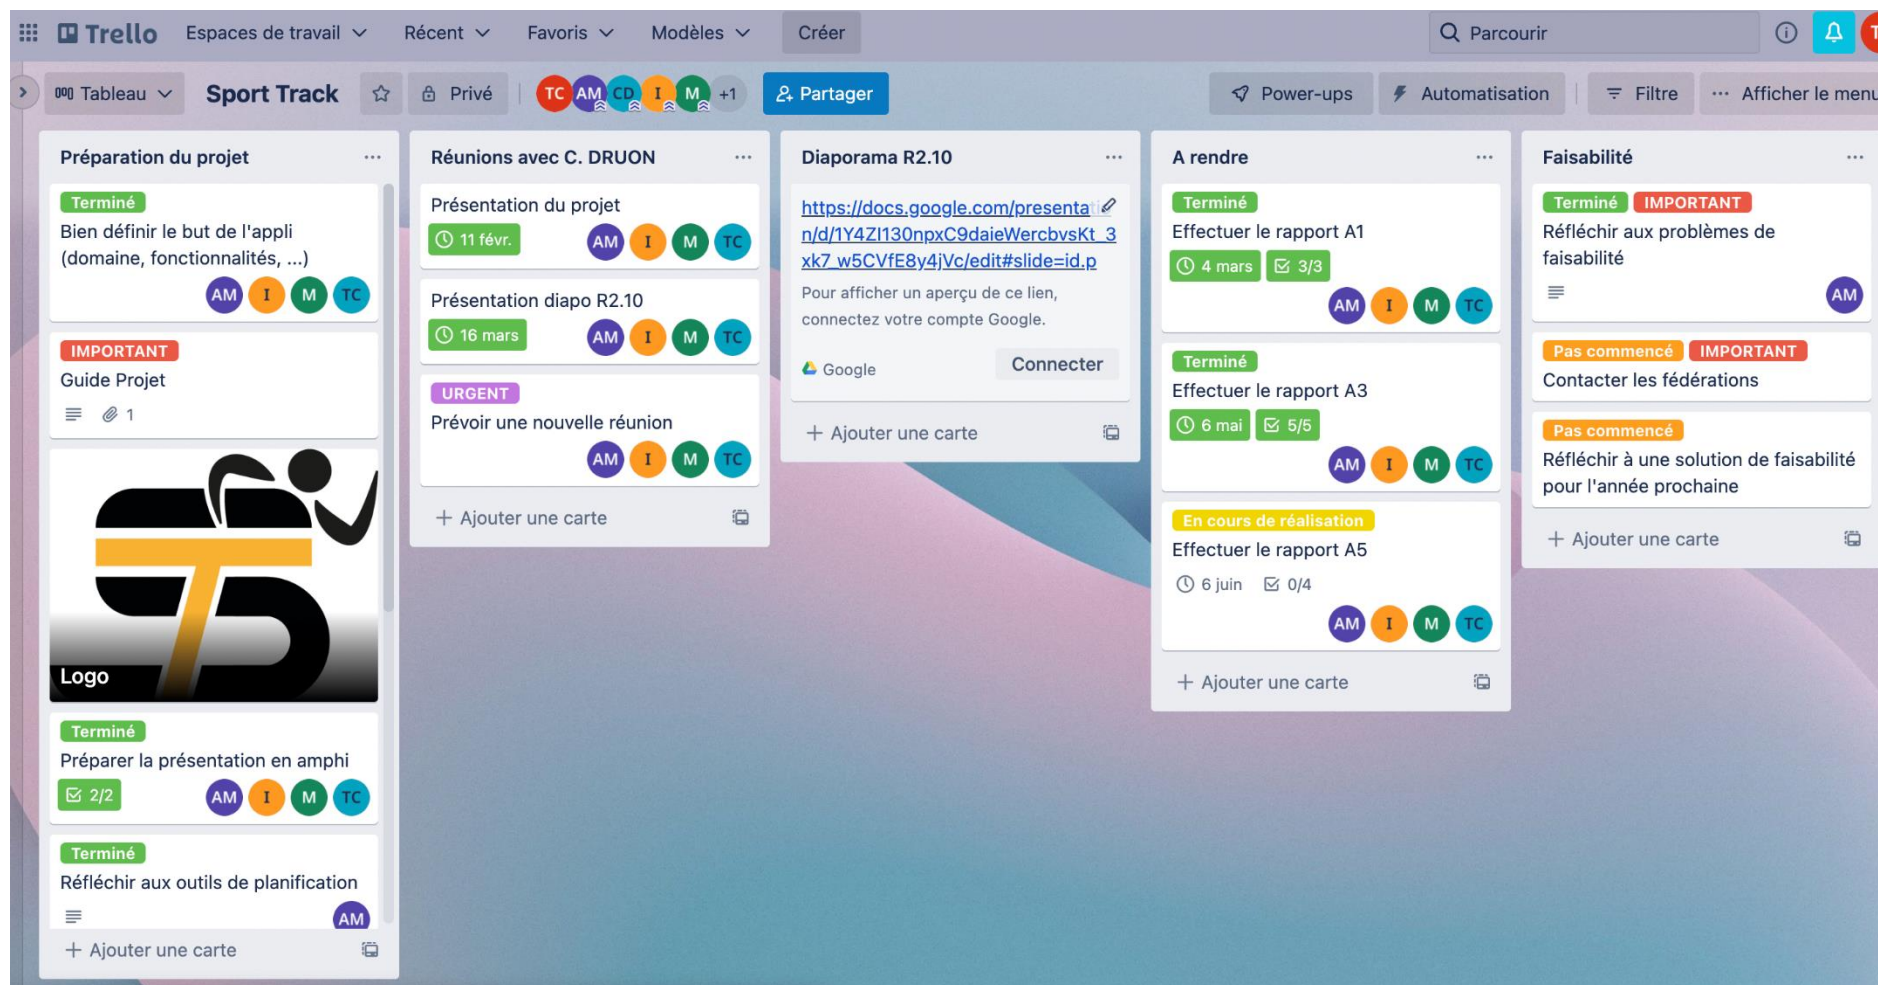 Trello Espaces de travail Récent Favoris Modèles Créer Parcourir
Tableau Sport Track Privé TC AM CD I M +1 Partager Power-ups Automatisation Filtre ... Afficher le menu
Préparation du projet ...
Terminé
Bien définir le but de l'appli
(domaine, fonctionnalités, ...)
AM I M TC
IMPORTANT
Guide Projet
1
Logo
Terminé
Préparer la présentation en amphi
2/2 AM I M TC
Terminé
Réfléchir aux outils de planification
AM
+ Ajouter une carte
Réunions avec C. DRUON ...
Présentation du projet
11 févr. AM I M TC
Présentation diapo R2.10
16 mars AM I M TC
URGENT
Prévoir une nouvelle réunion
AM I M TC
+ Ajouter une carte
Diaporama R2.10 ...
https://docs.google.com/presentatio
n/d/1Y4ZI130npxC9daieWercbvsKt_3
xk7_w5CVfE8y4jVc/edit#slide=id.p
Pour afficher un aperçu de ce lien,
connectez votre compte Google.
Google Connecter
+ Ajouter une carte
A rendre ...
Terminé
Effectuer le rapport A1
4 mars 3/3
AM I M TC
Terminé
Effectuer le rapport A3
6 mai 5/5
AM I M TC
En cours de réalisation
Effectuer le rapport A5
6 juin 0/4
AM I M TC
+ Ajouter une carte
Faisabilité ...
Terminé IMPORTANT
Réfléchir aux problèmes de
faisabilité
AM
Pas commencé IMPORTANT
Contacter les fédérations
Pas commencé
Réfléchir à une solution de faisabilité
pour l'année prochaine
+ Ajouter une carte